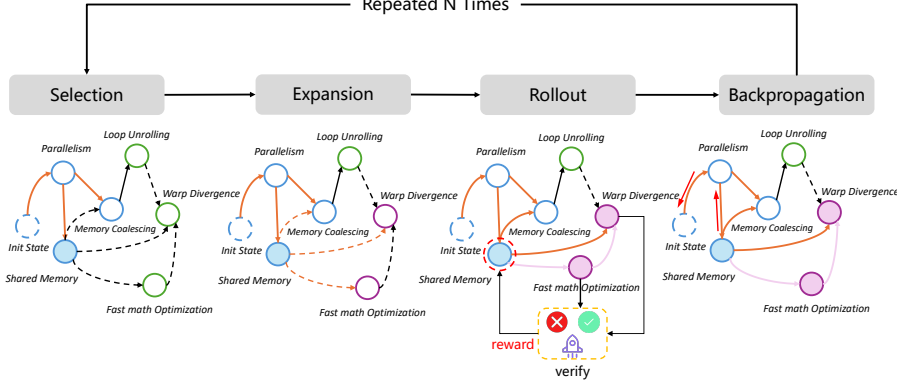 Repeated N Times
Selection
Expansion
Rollout
Backpropagation
Loop Unrolling
Parallelism
Warp Divergence
Memory Coalescing
Init State
Shared Memory
Fast math Optimization
Loop Unrolling
Parallelism
Warp Divergence
Memory Coalescing
Init State
Shared Memory
Fast math Optimization
Loop Unrolling
Parallelism
Warp Divergence
Memory Coalescing
Init State
Shared Memory
Fast math Optimization
reward
verify
Loop Unrolling
Parallelism
Warp Divergence
Memory Coalescing
Init State
Shared Memory
Fast math Optimization